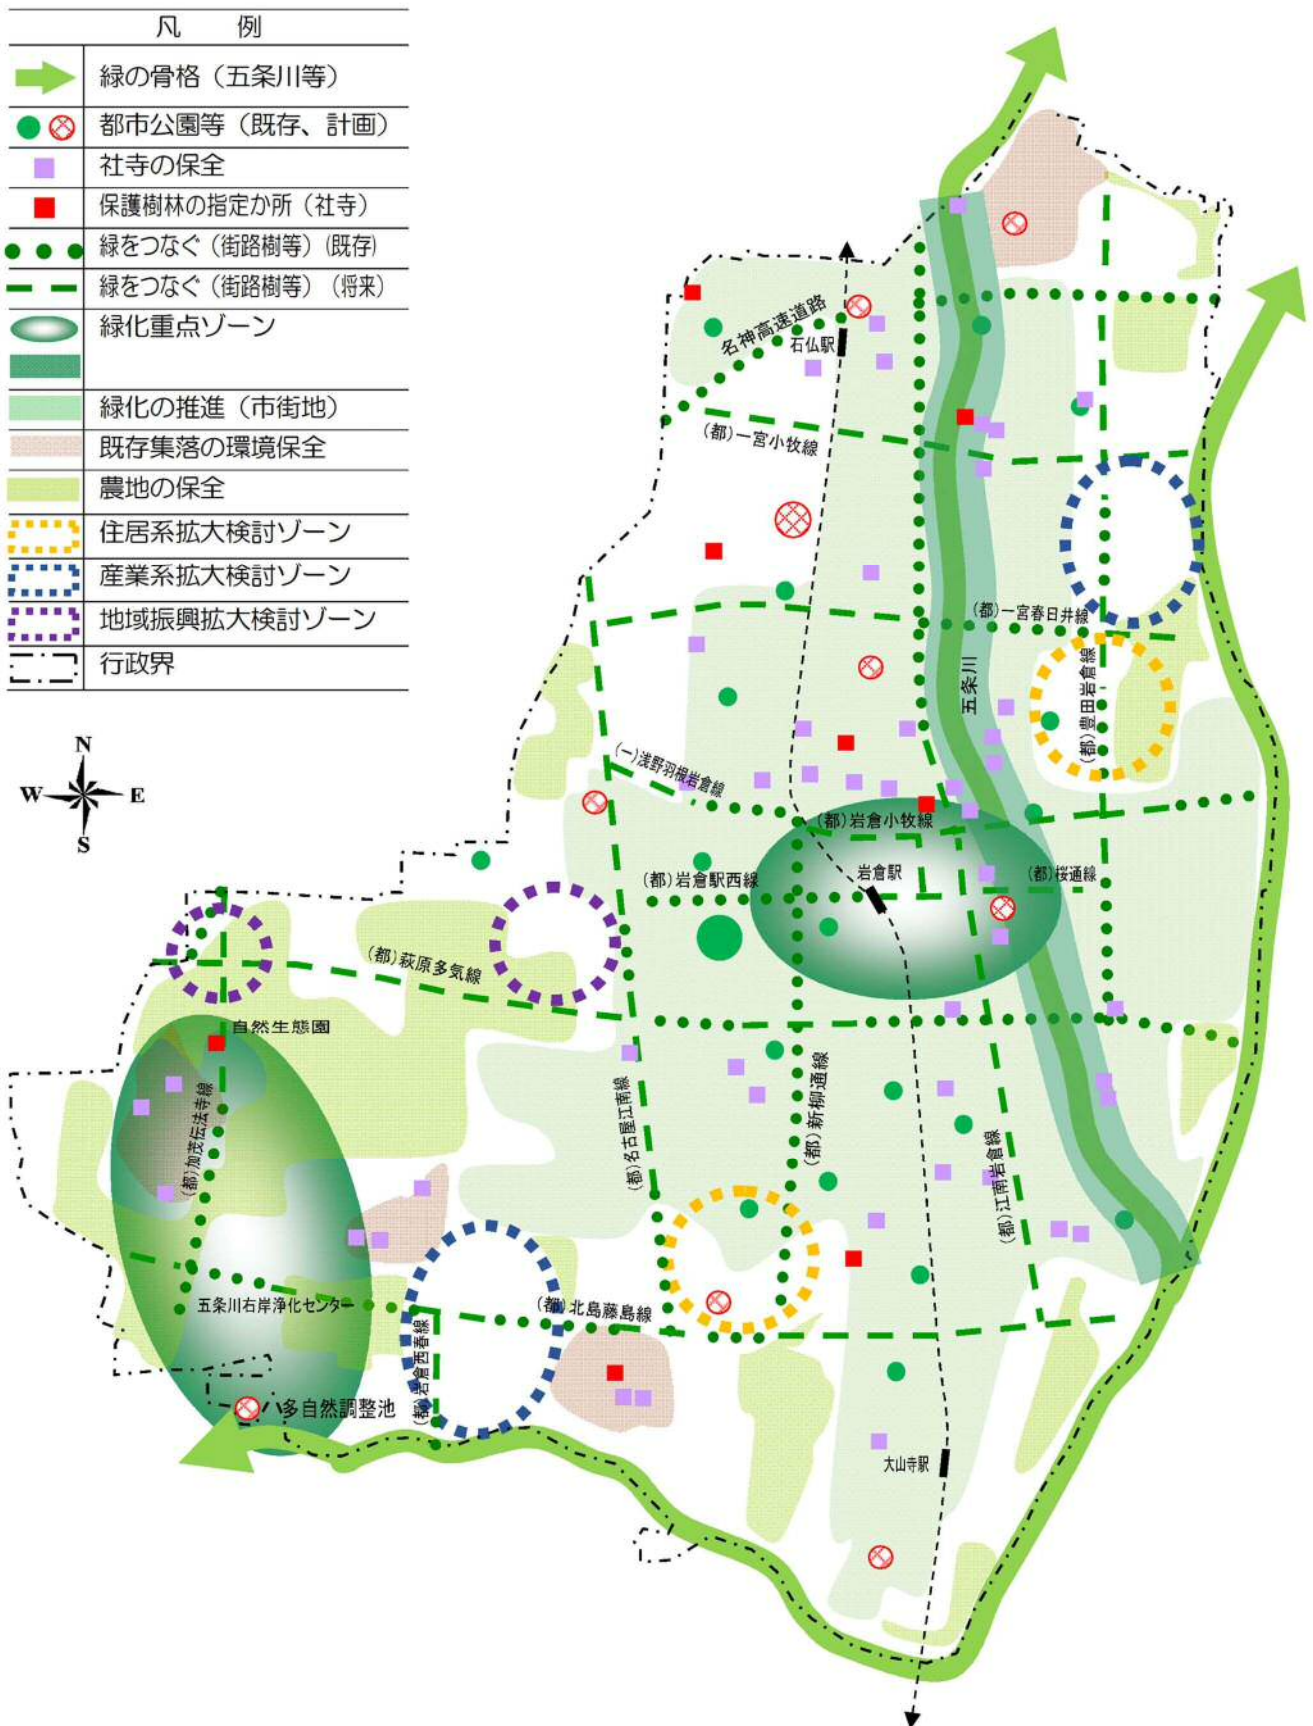 凡　例
緑の骨格（五条川等）
都市公園等（既存、計画）
社寺の保全
保護樹林の指定か所（社寺）
緑をつなぐ（街路樹等）（既存）
緑をつなぐ（街路樹等）（将来）
緑化重点ゾーン
緑化の推進（市街地）
既存集落の環境保全
農地の保全
住居系拡大検討ゾーン
産業系拡大検討ゾーン
地域振興拡大検討ゾーン
行政界
N
W E
S
名神高速道路
石仏駅
（都）一宮小牧線
（都）一宮春日井線
五条川
（都）豊田岩倉線
（一）浅野羽根岩倉線
（都）岩倉小牧線
（都）岩倉駅西線
岩倉駅
（都）桜通線
（都）萩原多気線
自然生態園
（都）加茂伝法寺線
（都）名古屋江南線
（都）新柳通線
（都）江南岩倉線
五条川右岸浄化センター
（都）北島藤島線
（都）岩倉西春線
多自然調整池
大山寺駅